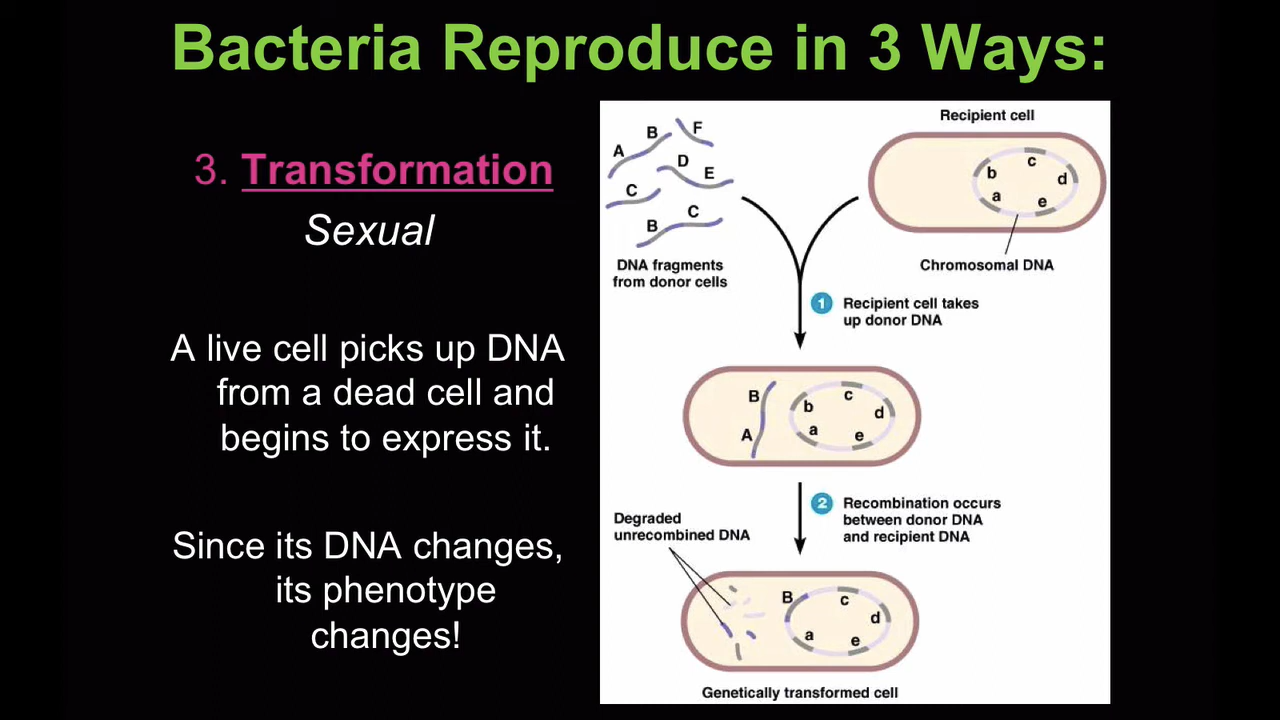 Bacteria Reproduce in 3 Ways:
3. Transformation
Sexual
A live cell picks up DNA
from a dead cell and
begins to express it.
Since its DNA changes,
its phenotype
changes!
A
B
F
D
E
C
B
C
DNA fragments
from donor cells
Recipient cell
b
c
d
a
e
Chromosomal DNA
1
Recipient cell takes
up donor DNA
B
A
b
c
d
a
e
2
Recombination occurs
between donor DNA
and recipient DNA
Degraded
unrecombined DNA
B
c
d
a
e
Genetically transformed cell